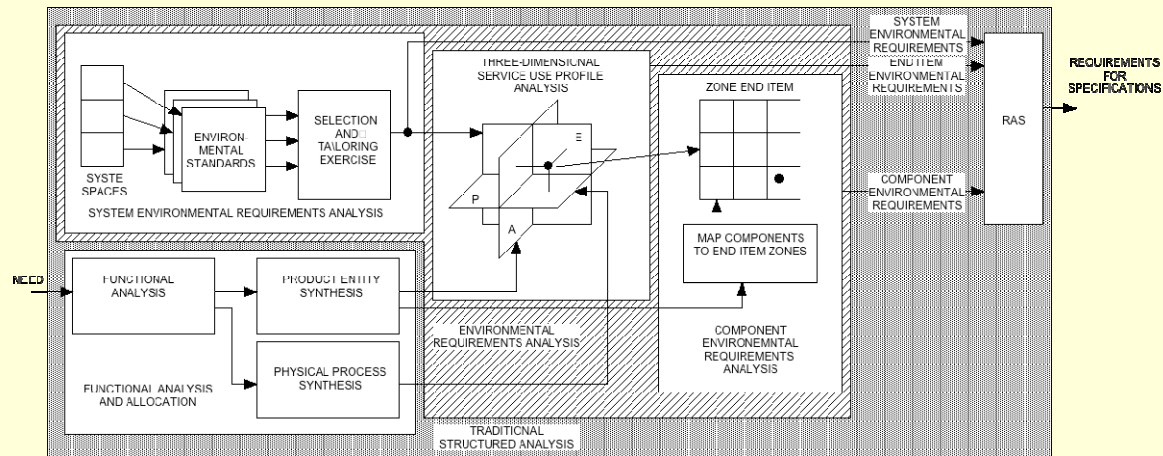 SYSTEM
ENVIRONMENTAL
REQUIREMENTS
END ITEM
ENVIRONMENTAL
REQUIREMENTS
RAS
REQUIREMENTS
FOR
SPECIFICATIONS
THREE-DIMENSIONAL
SERVICE USE PROFILE
ANALYSIS
E
P
A
ZONE END ITEM
ENVIRON-
MENTAL
STANDARDS
SELECTION
AND
TAILORING
EXERCISE
SYSTE
SPACES
SYSTEM ENVIRONMENTAL REQUIREMENTS ANALYSIS
COMPONENT
ENVIRONMENTAL
REQUIREMENTS
MAP COMPONENTS
TO END ITEM ZONES
NEED
FUNCTIONAL
ANALYSIS
PRODUCT ENTITY
SYNTHESIS
PHYSICAL PROCESS
SYNTHESIS
FUNCTIONAL ANALYSIS
AND ALLOCATION
ENVIRONMENTAL
REQUIREMENTS ANALYSIS
COMPONENT
ENVIRONEMNTAL
REQUIREMENTS
ANALYSIS
TRADITIONAL
STRUCTURED ANALYSIS